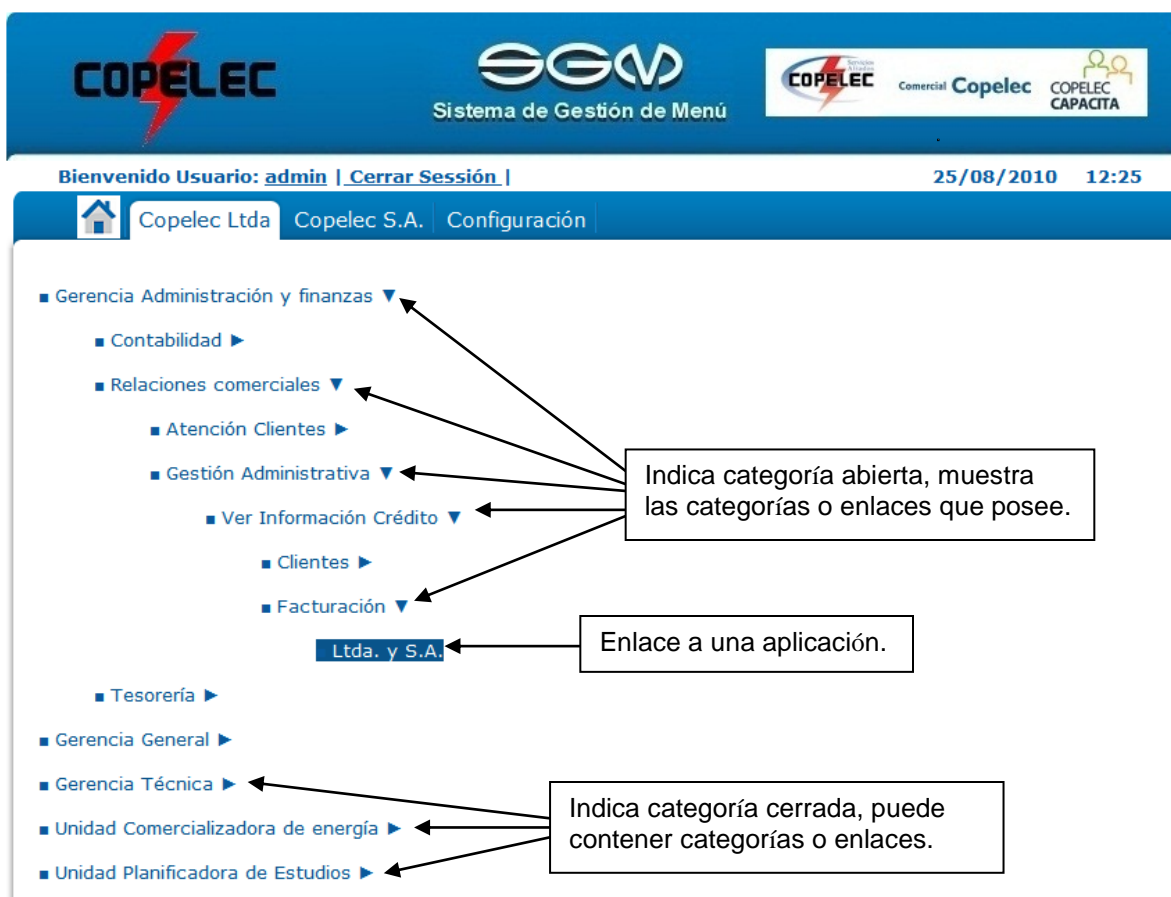 COPELEC
SGM
Sistema de Gestión de Menú
COPELEC
Comercial Copelec
COPELEC
CAPACITA
Bienvenido Usuario: admin | Cerrar Sessión |
25/08/2010 12:25
Copelec Ltda Copelec S.A. Configuración
Gerencia Administración y finanzas ▼
Contabilidad ►
Relaciones comerciales ▼
Atención Clientes ►
Gestión Administrativa ▼
Ver Información Crédito ▼
Clientes ►
Facturación ▼
Ltda. y S.A.
Tesorería ►
Gerencia General ►
Gerencia Técnica ►
Unidad Comercializadora de energía ►
Unidad Planificadora de Estudios ►
Indica categoría abierta, muestra
las categorías o enlaces que posee.
Enlace a una aplicación.
Indica categoría cerrada, puede
contener categorías o enlaces.